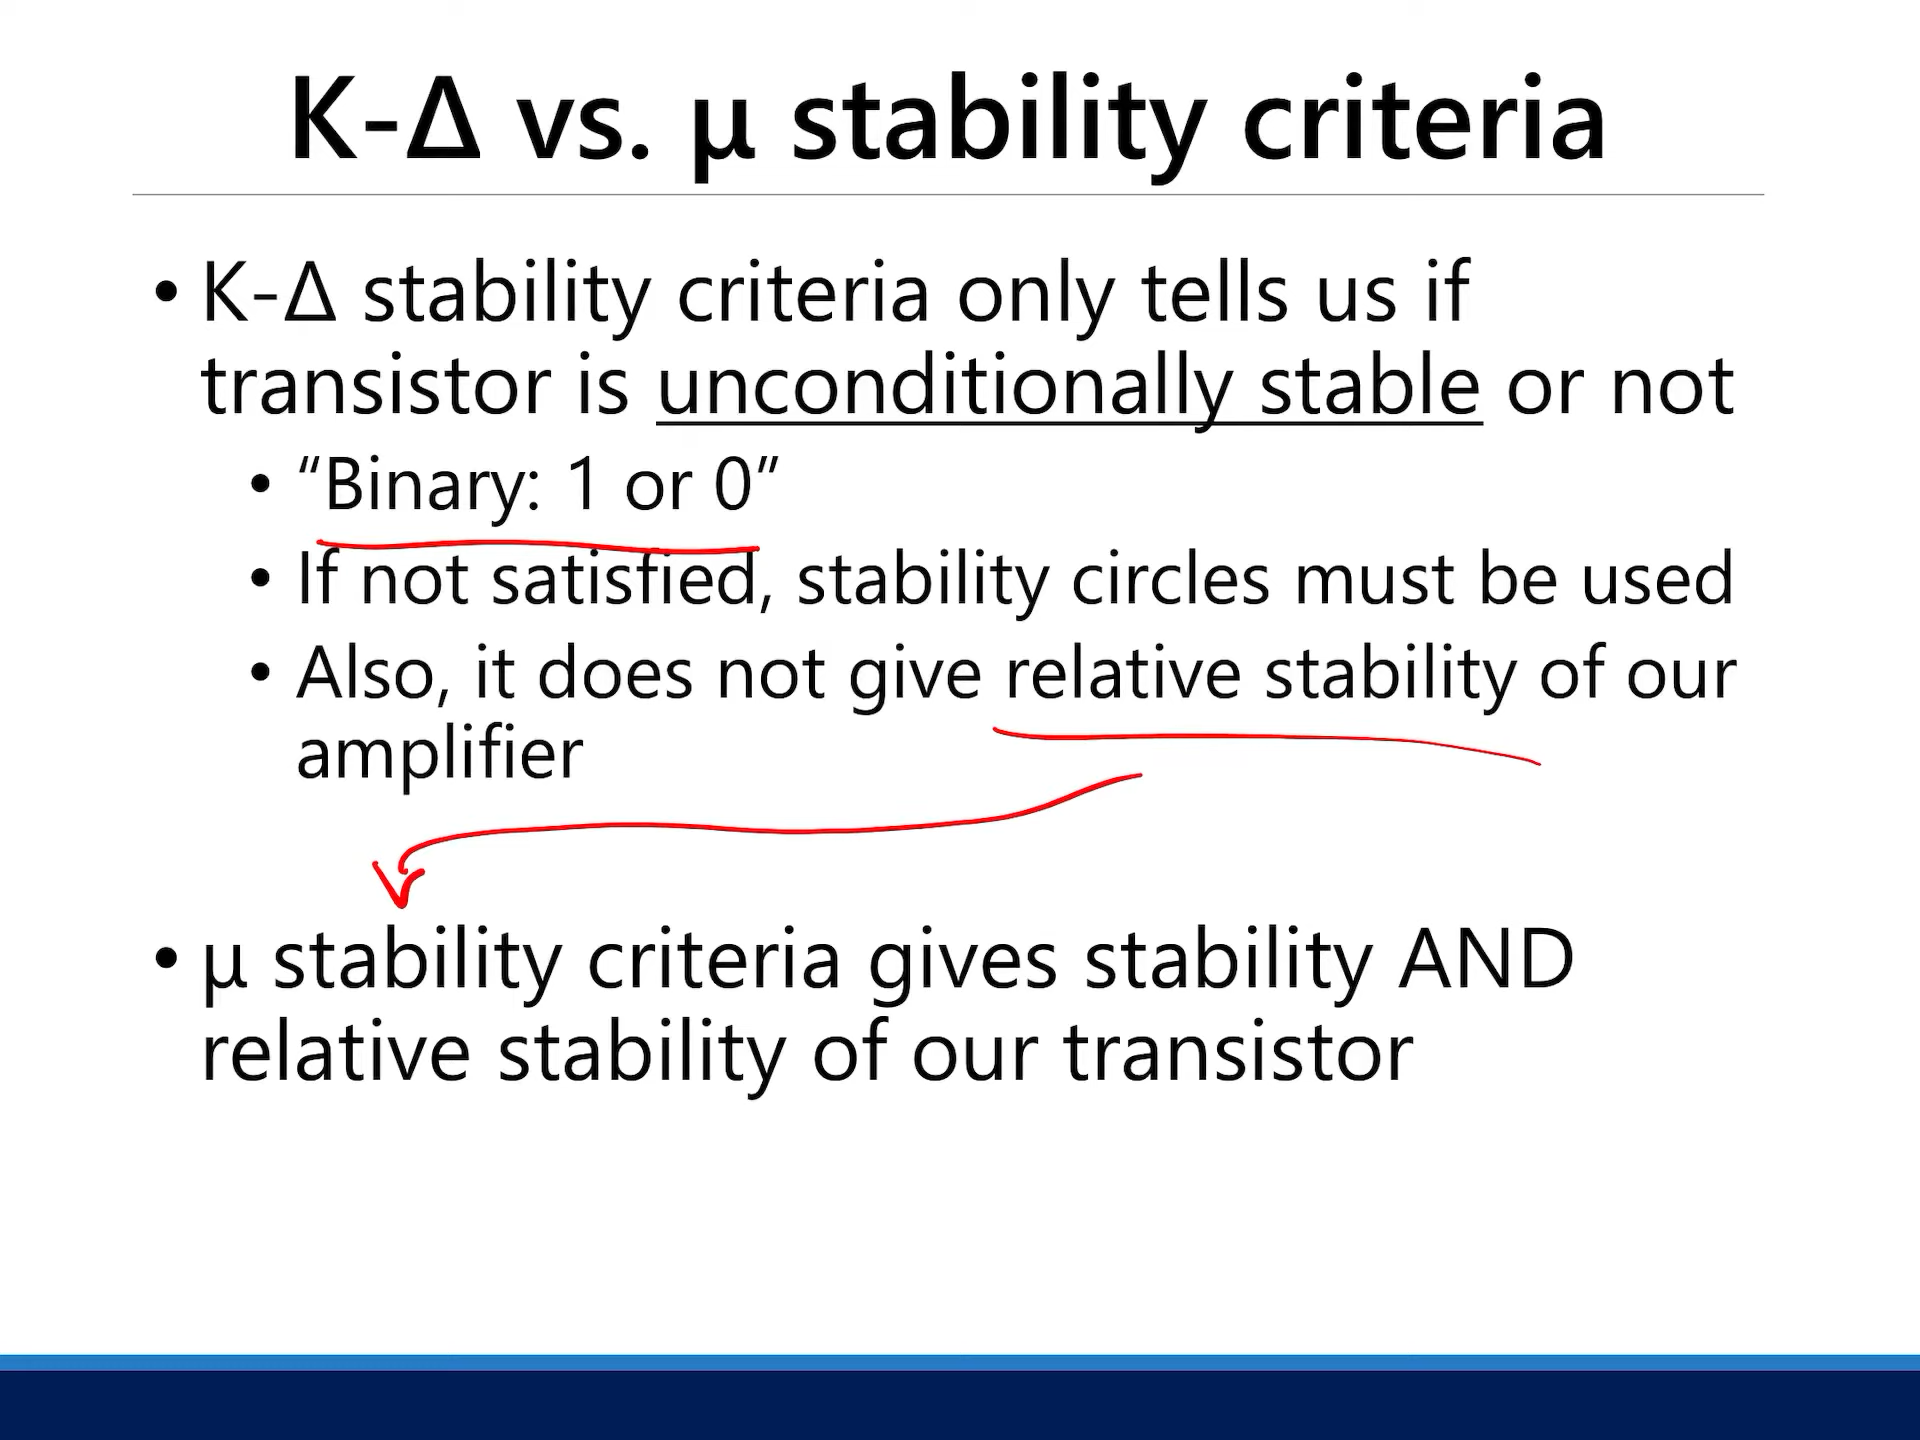 K-Δ vs. μ stability criteria
• K-Δ stability criteria only tells us if
transistor is unconditionally stable or not
• “Binary: 1 or 0”
• If not satisfied, stability circles must be used
• Also, it does not give relative stability of our
amplifier
• μ stability criteria gives stability AND
relative stability of our transistor